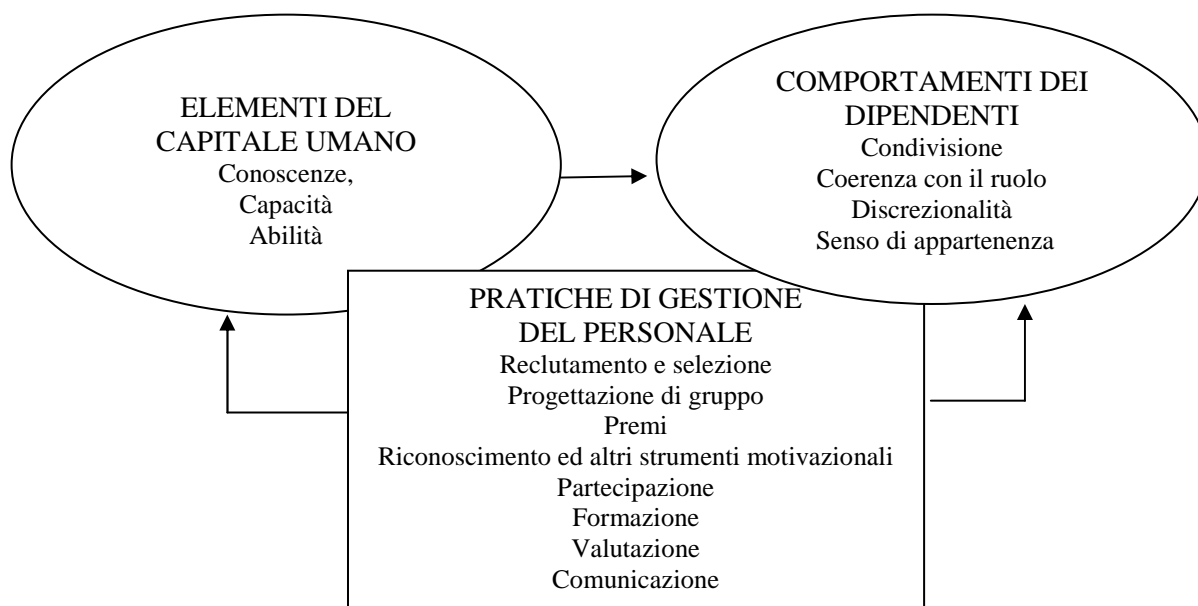 ELEMENTI DEL
CAPITALE UMANO
Conoscenze,
Capacità
Abilità
COMPORTAMENTI DEI
DIPENDENTI
Condivisione
Coerenza con il ruolo
Discrezionalità
Senso di appartenenza
PRATICHE DI GESTIONE
DEL PERSONALE
Reclutamento e selezione
Progettazione di gruppo
Premi
Riconoscimento ed altri strumenti motivazionali
Partecipazione
Formazione
Valutazione
Comunicazione